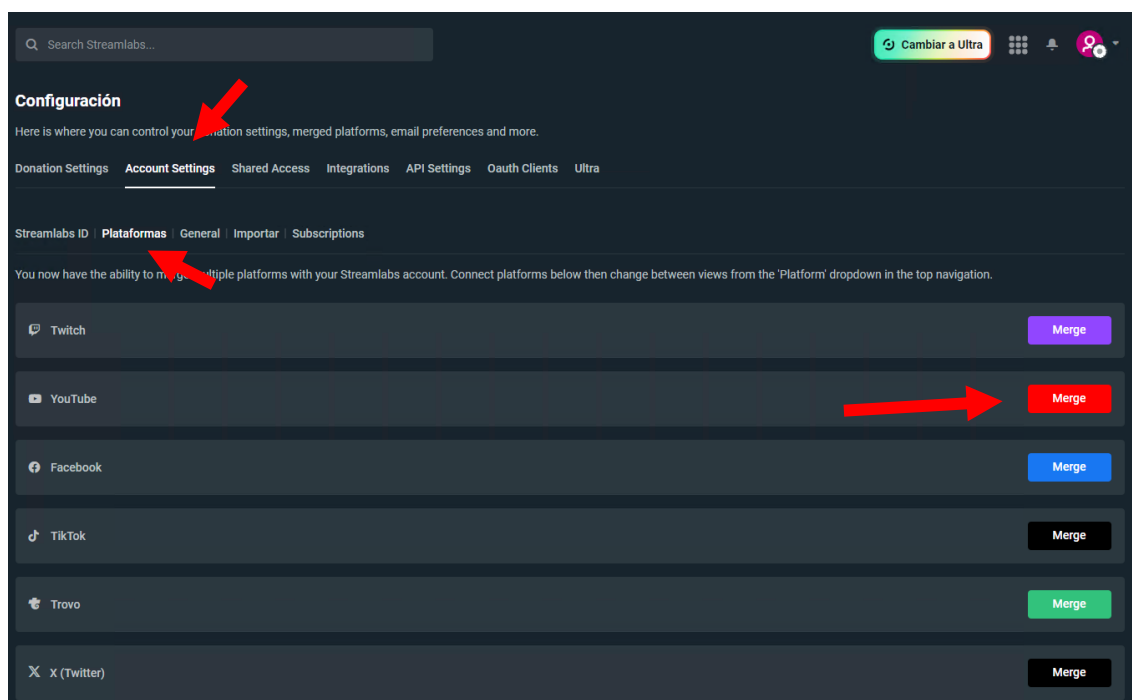 Search Streamlabs...
Cambiar a Ultra
Configuración
Here is where you can control your donation settings, merged platforms, email preferences and more.
Donation Settings Account Settings Shared Access Integrations API Settings Oauth Clients Ultra
Streamlabs ID | Plataformas | General | Importar | Subscriptions
You now have the ability to merge multiple platforms with your Streamlabs account. Connect platforms below then change between views from the 'Platform' dropdown in the top navigation.
Twitch Merge
YouTube Merge
Facebook Merge
TikTok Merge
Trovo Merge
X (Twitter) Merge